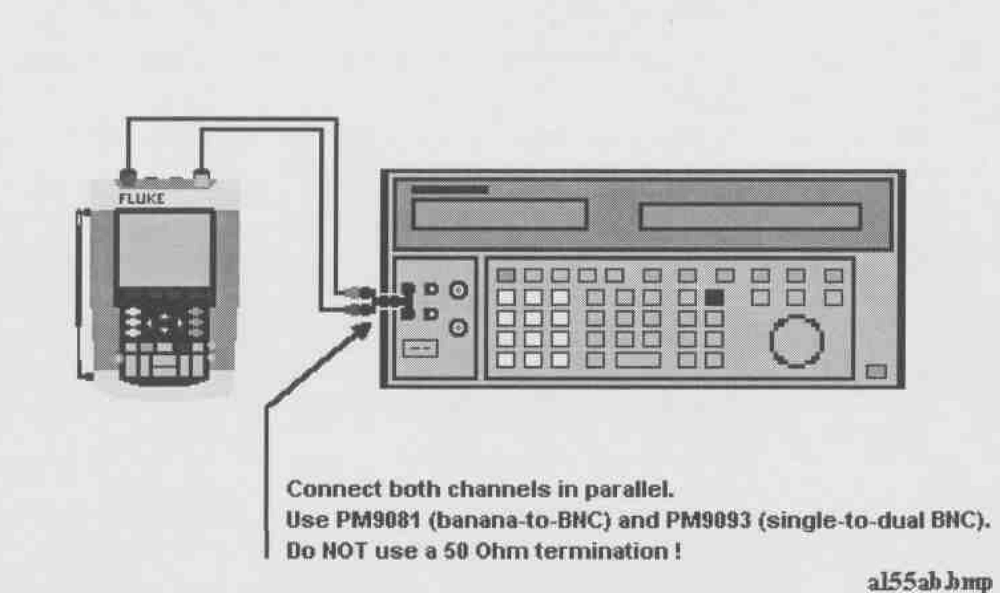 FLUKE
Connect both channels in parallel.
Use PM9081 (banana-to-BNC) and PM9093 (single-to-dual BNC).
Do NOT use a 50 Ohm termination !
al55ab.bmp